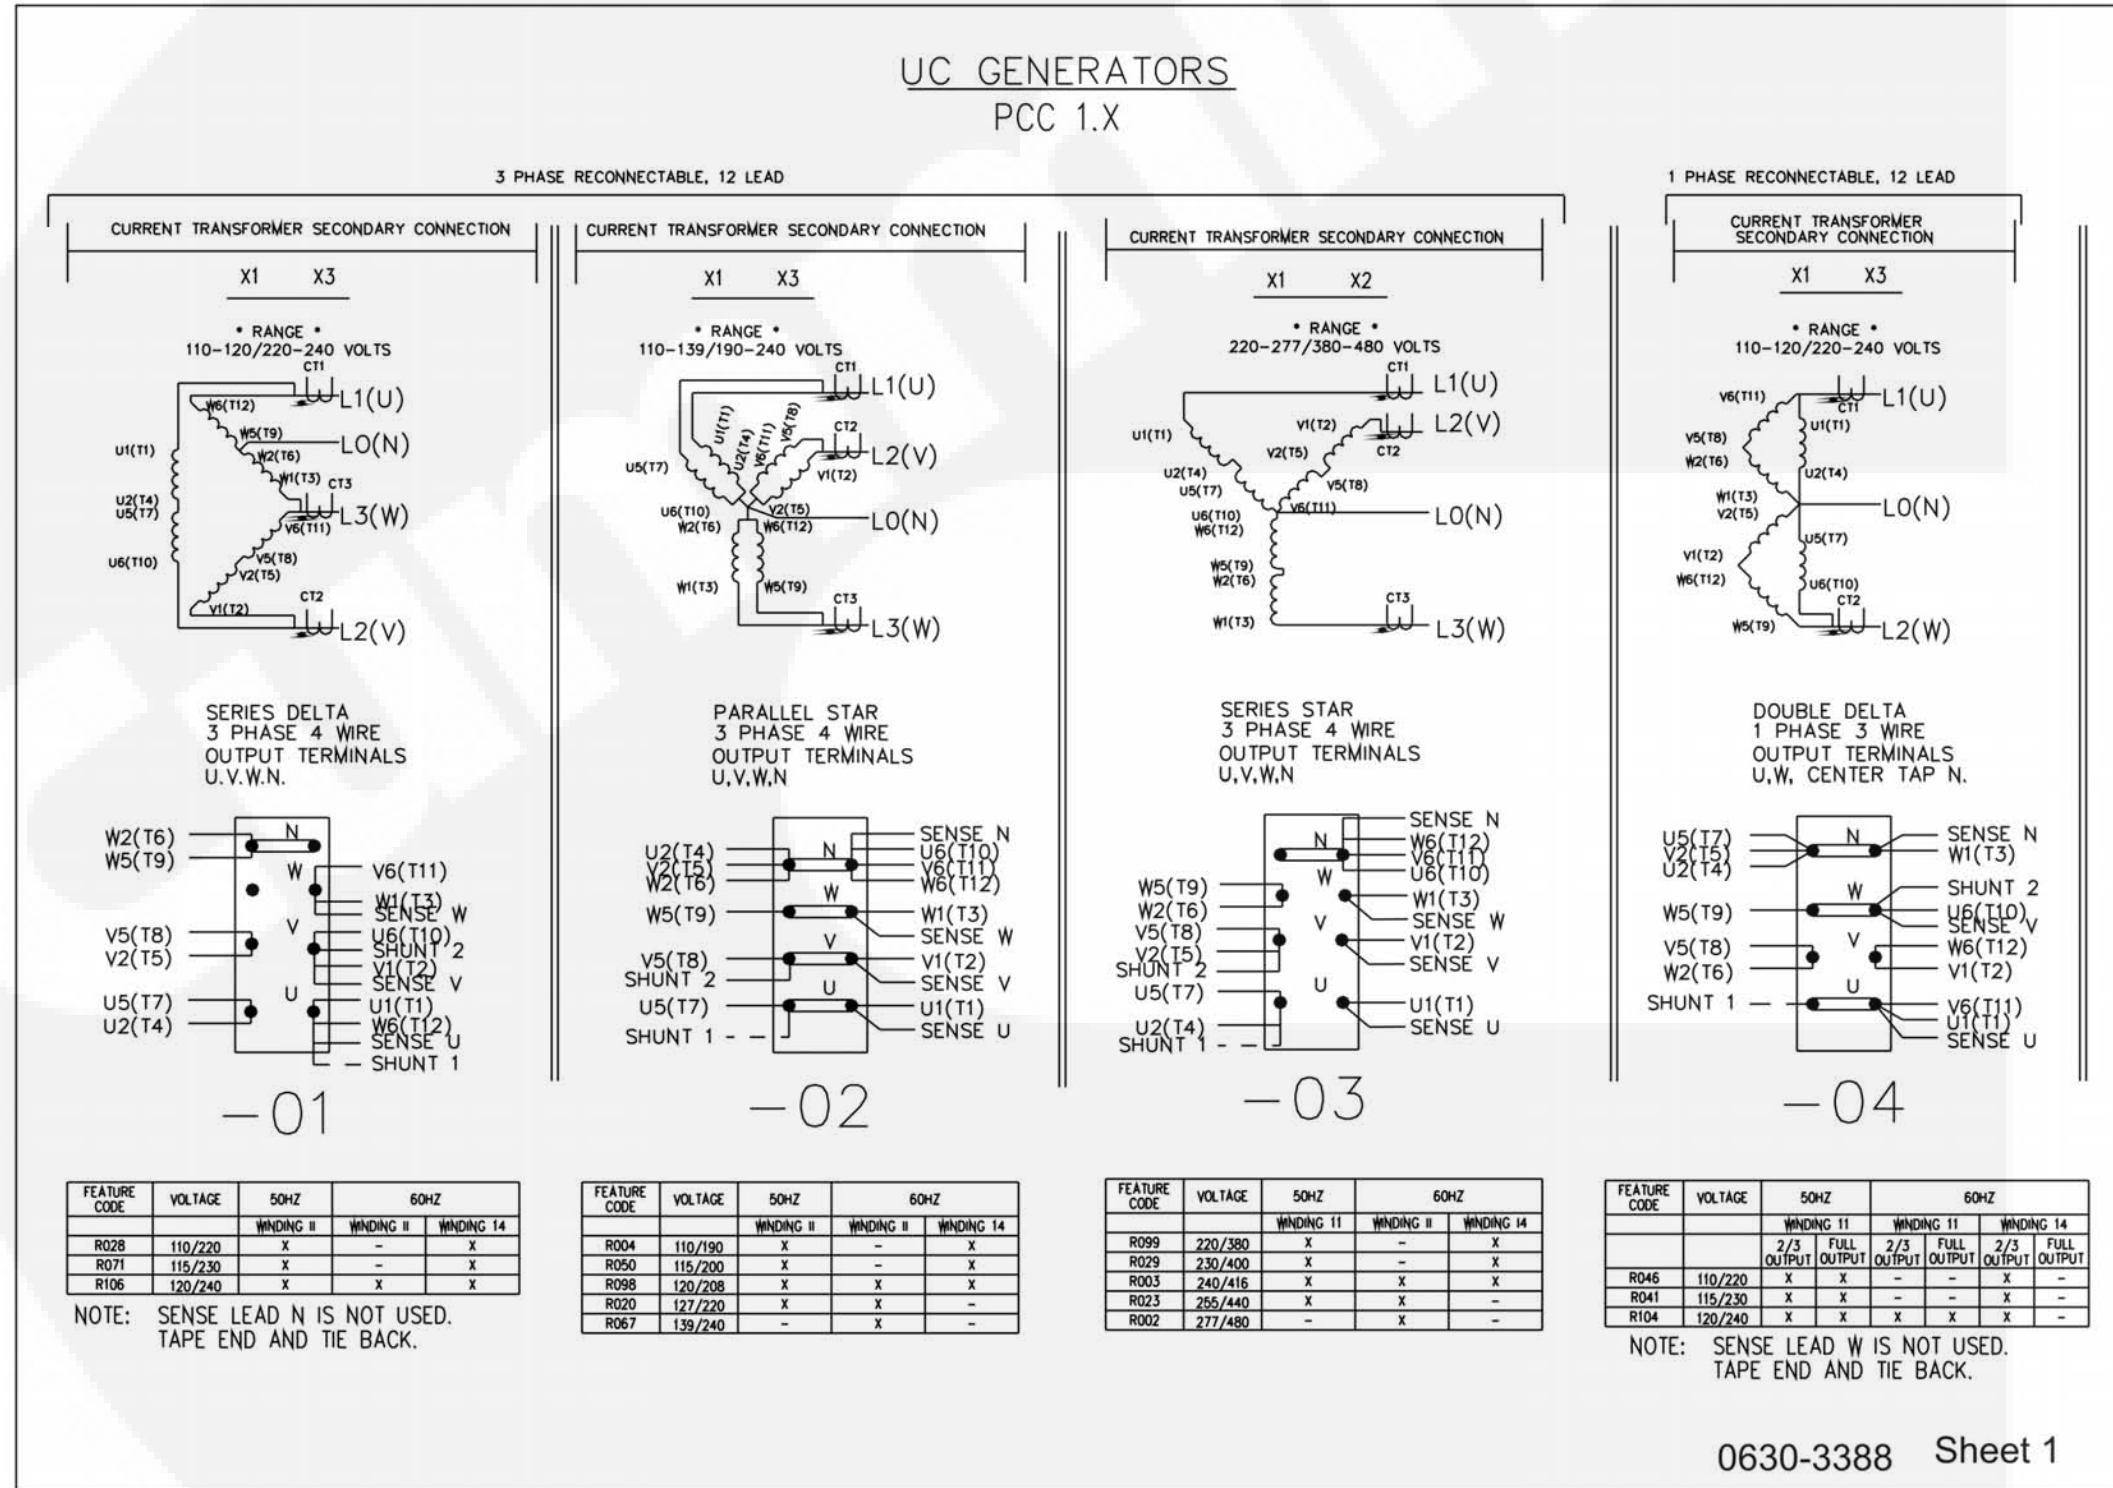 UC GENERATORS
PCC 1.X
3 PHASE RECONNECTABLE, 12 LEAD
1 PHASE RECONNECTABLE, 12 LEAD
CURRENT TRANSFORMER SECONDARY CONNECTION
X1 X3
* RANGE *
110-120/220-240 VOLTS
CT1
L1(U)
W6(T12)
W5(T9)
L0(N)
U1(T1)
W2(T6)
W1(T3)
CT3
U2(T4)
U5(T7)
L3(W)
V6(T11)
U6(T10)
V5(T8)
V2(T5)
CT2
V1(T2)
L2(V)
SERIES DELTA
3 PHASE 4 WIRE
OUTPUT TERMINALS
U.V.W.N.
W2(T6)
W5(T9)
N
W
V6(T11)
W1(T3)
SENSE W
V5(T8)
V2(T5)
V
U6(T10)
SHUNT 2
V1(T2)
SENSE V
U5(T7)
U2(T4)
U
U1(T1)
W6(T12)
SENSE U
SHUNT 1
-01
FEATURE CODE VOLTAGE 50HZ 60HZ
WINDING 11 WINDING 11 WINDING 14
R028 110/220 X - X
R071 115/230 X - X
R106 120/240 X X X
NOTE: SENSE LEAD N IS NOT USED.
TAPE END AND TIE BACK.
CURRENT TRANSFORMER SECONDARY CONNECTION
X1 X3
* RANGE *
110-139/190-240 VOLTS
CT1
L1(U)
U1(T1)
U2(T4)
V6(T11)
V5(T8)
CT2
L2(V)
U5(T7)
V1(T2)
U6(T10)
W2(T6)
V2(T5)
W6(T12)
L0(N)
W1(T3)
W5(T9)
CT3
L3(W)
PARALLEL STAR
3 PHASE 4 WIRE
OUTPUT TERMINALS
U,V,W,N
U2(T4)
V2(T5)
W2(T6)
N
SENSE N
U6(T10)
V6(T11)
W6(T12)
W5(T9)
W
W1(T3)
SENSE W
V5(T8)
SHUNT 2
V
V1(T2)
SENSE V
U5(T7)
SHUNT 1
U
U1(T1)
SENSE U
-02
FEATURE CODE VOLTAGE 50HZ 60HZ
WINDING 11 WINDING 11 WINDING 14
R004 110/190 X - X
R050 115/200 X - X
R098 120/208 X X X
R020 127/220 X X -
R067 139/240 - X -
CURRENT TRANSFORMER SECONDARY CONNECTION
X1 X2
* RANGE *
220-277/380-480 VOLTS
CT1
L1(U)
U1(T1)
V1(T2)
L2(V)
CT2
V2(T5)
U2(T4)
U5(T7)
V5(T8)
U6(T10)
W6(T12)
V6(T11)
L0(N)
W5(T9)
W2(T6)
W1(T3)
CT3
L3(W)
SERIES STAR
3 PHASE 4 WIRE
OUTPUT TERMINALS
U,V,W,N
N
SENSE N
W6(T12)
V6(T11)
U6(T10)
W5(T9)
W2(T6)
W
W1(T3)
SENSE W
V5(T8)
V2(T5)
SHUNT 2
V
V1(T2)
SENSE V
U5(T7)
U2(T4)
SHUNT 1
U
U1(T1)
SENSE U
-03
FEATURE CODE VOLTAGE 50HZ 60HZ
WINDING 11 WINDING 11 WINDING 14
R099 220/380 X - X
R029 230/400 X - X
R003 240/416 X X X
R023 255/440 X X -
R002 277/480 - X -
CURRENT TRANSFORMER
SECONDARY CONNECTION
X1 X3
* RANGE *
110-120/220-240 VOLTS
V6(T11)
CT1
L1(U)
U1(T1)
V5(T8)
W2(T6)
U2(T4)
W1(T3)
V2(T5)
L0(N)
U5(T7)
V1(T2)
W6(T12)
U6(T10)
CT2
W5(T9)
L2(W)
DOUBLE DELTA
1 PHASE 3 WIRE
OUTPUT TERMINALS
U,W, CENTER TAP N.
U5(T7)
V2(T5)
U2(T4)
N
SENSE N
W1(T3)
W5(T9)
W
SHUNT 2
U6(T10)
SENSE V
V5(T8)
W2(T6)
V
W6(T12)
V1(T2)
SHUNT 1
U
V6(T11)
U1(T1)
SENSE U
-04
FEATURE CODE VOLTAGE 50HZ 60HZ
WINDING 11 WINDING 11 WINDING 14
2/3 OUTPUT FULL OUTPUT 2/3 OUTPUT FULL OUTPUT 2/3 OUTPUT FULL OUTPUT
R046 110/220 X X - - X -
R041 115/230 X X - - X -
R104 120/240 X X X X X -
NOTE: SENSE LEAD W IS NOT USED.
TAPE END AND TIE BACK.
0630-3388 Sheet 1